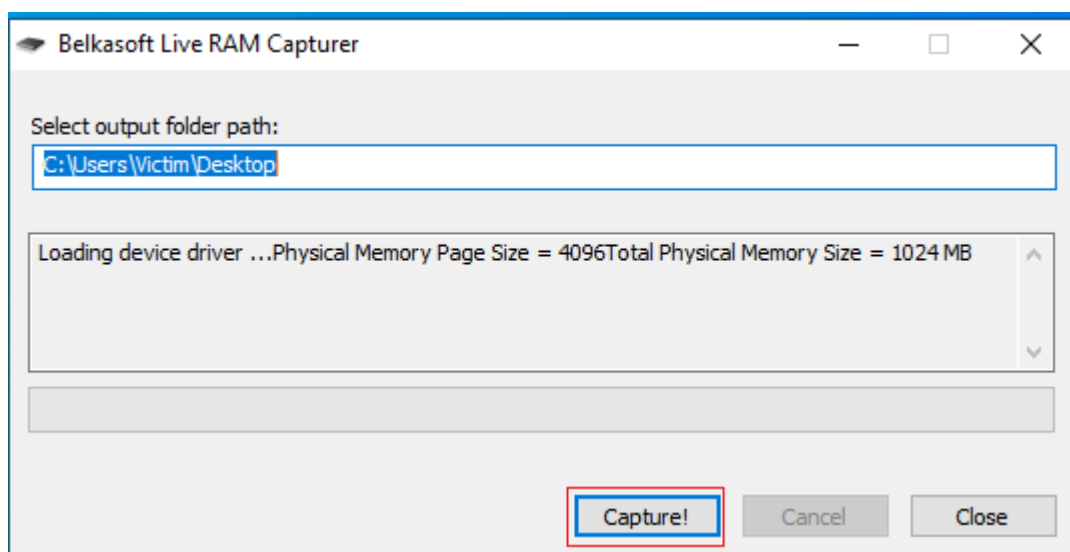 Belkasoft Live RAM Capturer
Select output folder path:
C:\Users\Victim\Desktop
Loading device driver ...Physical Memory Page Size = 4096Total Physical Memory Size = 1024 MB
Capture! Cancel Close